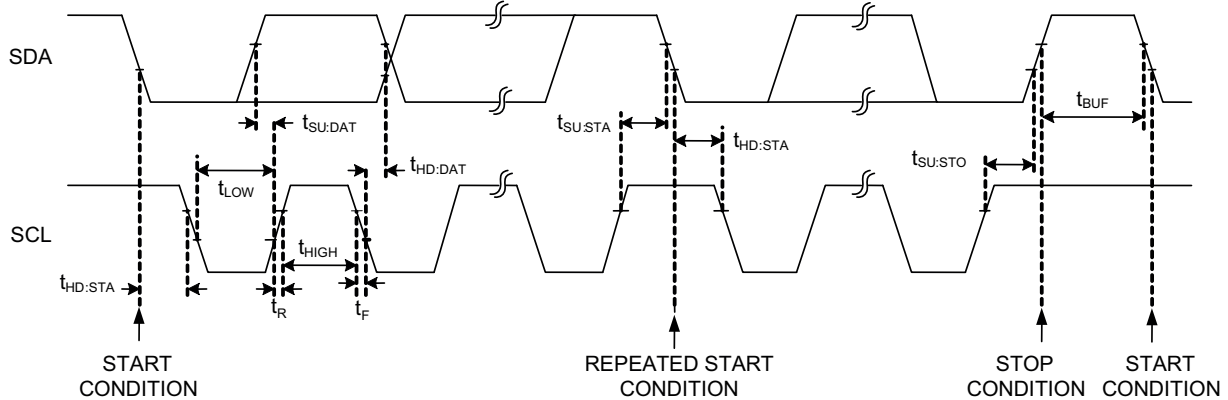 SDA
tSU:DAT
tSU:STA
tHD:STA
tBUF
tSU:STO
tHD:DAT
tLOW
SCL
tHIGH
tHD:STA
tR
tF
START
CONDITION
REPEATED START
CONDITION
STOP
CONDITION
START
CONDITION